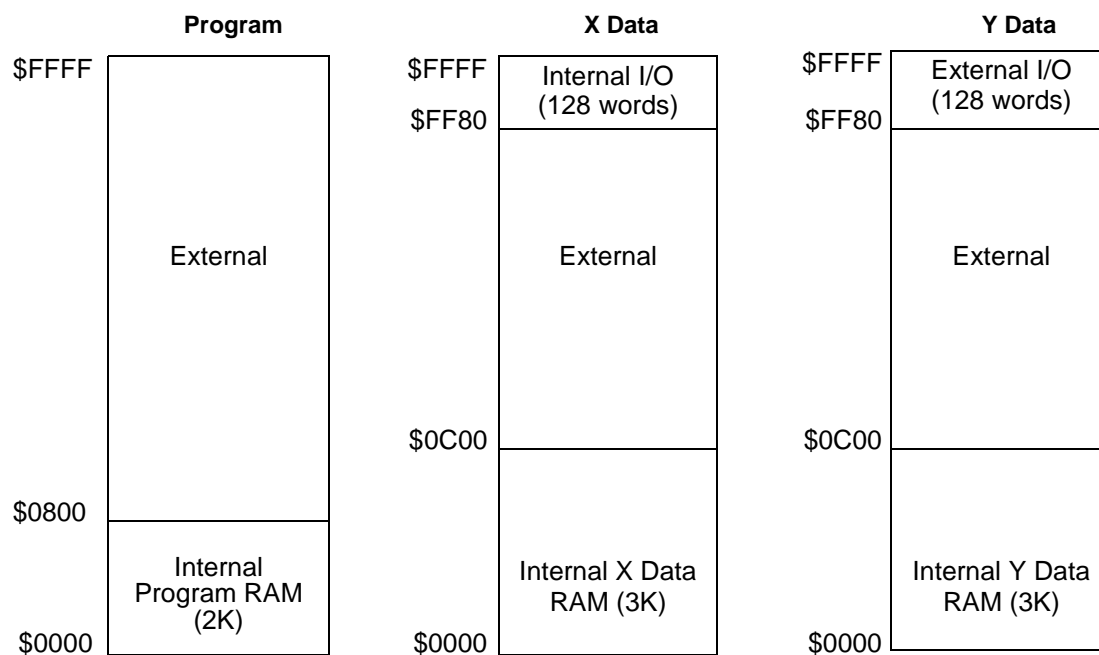 Program
$FFFF
External
$0800
Internal
Program RAM
(2K)
$0000
X Data
$FFFF
Internal I/O
(128 words)
$FF80
External
$0C00
Internal X Data
RAM (3K)
$0000
Y Data
$FFFF
External I/O
(128 words)
$FF80
External
$0C00
Internal Y Data
RAM (3K)
$0000